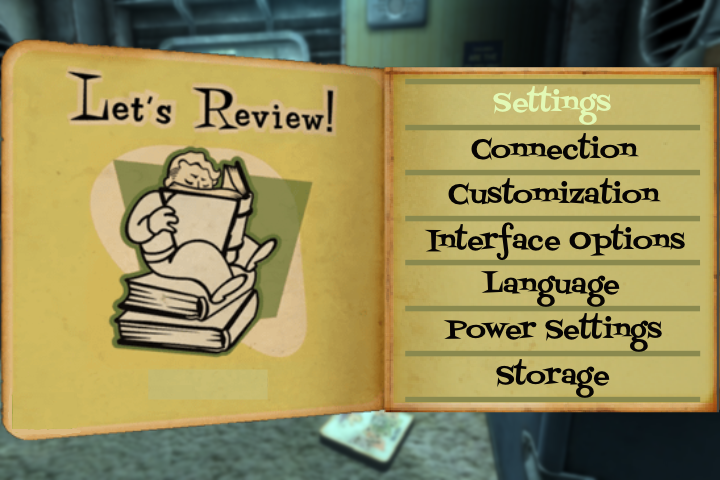 Let's Review!
Settings
Connection
Customization
Interface Options
Language
Power Settings
Storage